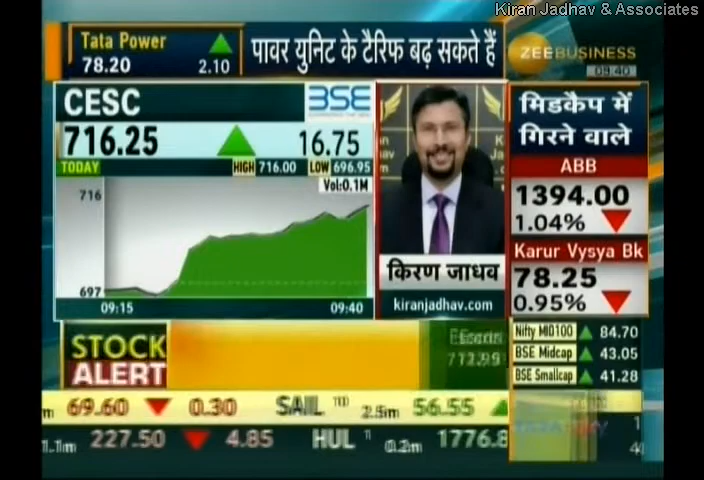 Kiran Jadhav & Associates
Tata Power
78.20 2.10
पावर युनिट के टैरिफ बढ़ सकते हैं
ZEE BUSINESS
09:40
CESC
BSE
716.25 16.75
TODAY
HIGH 716.00 LOW 696.95
Vol:0.1M
716
697
09:15 09:40
किरण जाधव
kiranjadhav.com
मिडकैप में
गिरने वाले
ABB
1394.00
1.04%
Karur Vysya Bk
78.25
0.95%
Nifty MID100 84.70
BSE Midcap 43.05
BSE Smallcap 41.28
STOCK
ALERT
69.60 0.30 SAIL 2.5m 56.55
1.1m 227.50 4.85 HUL 0.2m 1776.8